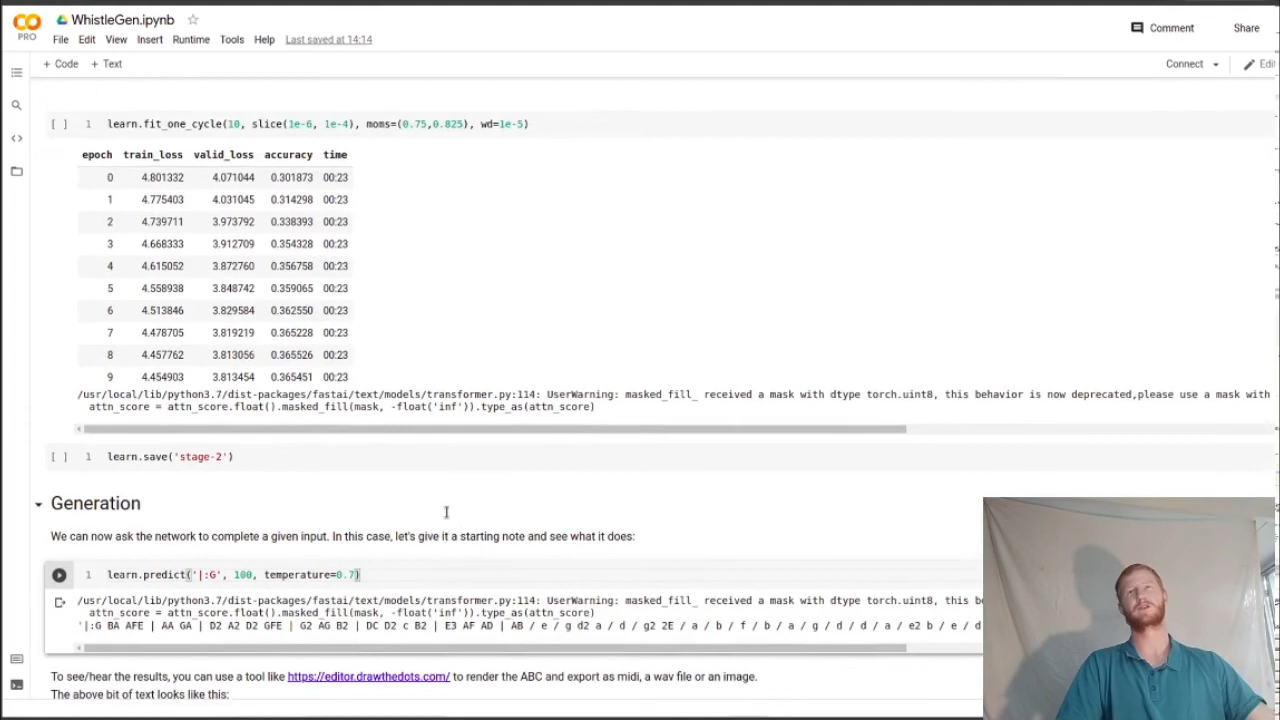 WhistleGen.ipynb
PRO
File Edit View Insert Runtime Tools Help Last saved at 14:14
Comment
Share
+ Code + Text
Connect
[ ] 1 learn.fit_one_cycle(10, slice(1e-6, 1e-4), moms=(0.75,0.825), wd=1e-5)
epoch train_loss valid_loss accuracy time
0 4.801332 4.071044 0.301873 00:23
1 4.775403 4.031045 0.314298 00:23
2 4.739711 3.973792 0.338393 00:23
3 4.668333 3.912709 0.354328 00:23
4 4.615052 3.872760 0.356758 00:23
5 4.558938 3.848742 0.359065 00:23
6 4.513846 3.829584 0.362550 00:23
7 4.478705 3.819219 0.365228 00:23
8 4.457762 3.813056 0.365526 00:23
9 4.454903 3.813454 0.365451 00:23
/usr/local/lib/python3.7/dist-packages/fastai/text/models/transformer.py:114: UserWarning: masked_fill_ received a mask with dtype torch.uint8, this behavior is now deprecated,please use a mask with
attn_score = attn_score.float().masked_fill(mask, -float('inf')).type_as(attn_score)
[ ] 1 learn.save('stage-2')
Generation
We can now ask the network to complete a given input. In this case, let's give it a starting note and see what it does:
1 learn.predict('|:G', 100, temperature=0.7)
/usr/local/lib/python3.7/dist-packages/fastai/text/models/transformer.py:114: UserWarning: masked_fill_ received a mask with dtype torch.uint8, this be
attn_score = attn_score.float().masked_fill(mask, -float('inf')).type_as(attn_score)
'|:G BA AFE | AA GA | D2 A2 D2 GFE | G2 AG B2 | DC D2 c B2 | E3 AF AD | AB / e / g d2 a / d / g2 2E / a / b / f / b / a / g / d / d / a / e2 b / e / d
To see/hear the results, you can use a tool like https://editor.drawthedots.com/ to render the ABC and export as midi, a wav file or an image.
The above bit of text looks like this: